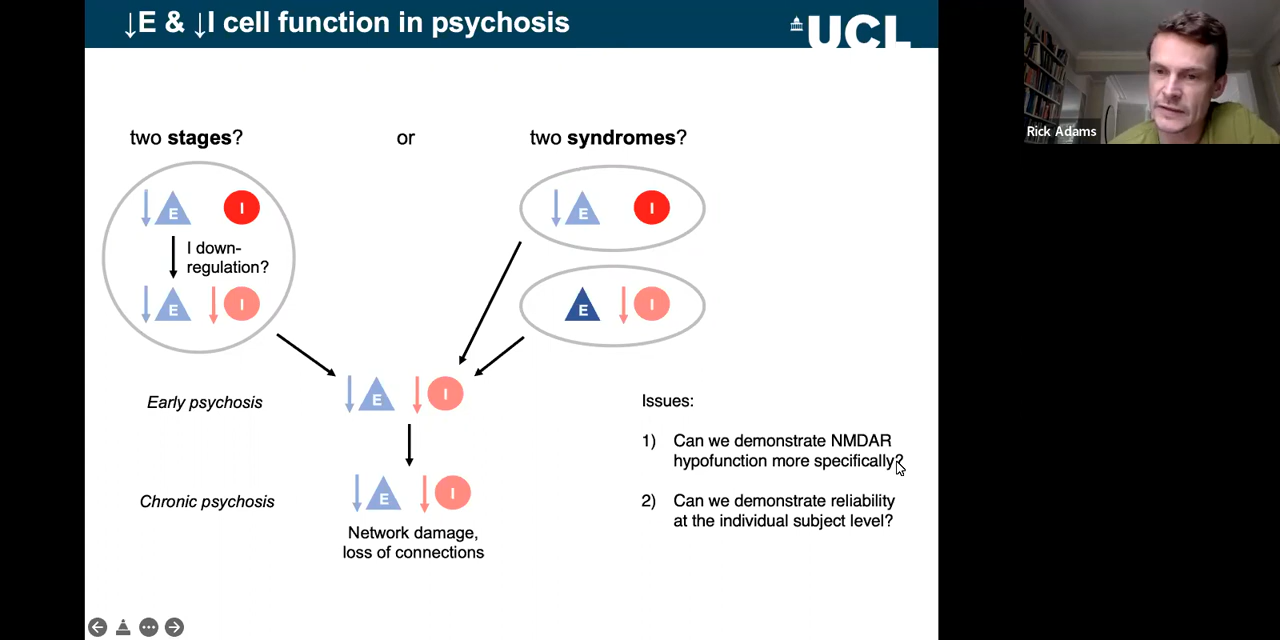 ↓E & ↓I cell function in psychosis
UCL
Rick Adams
two stages?
or
two syndromes?
E
I
I down-
regulation?
E
I
E
I
E
I
Early psychosis
E
I
Chronic psychosis
E
I
Network damage,
loss of connections
Issues:
1) Can we demonstrate NMDAR
hypofunction more specifically?
2) Can we demonstrate reliability
at the individual subject level?